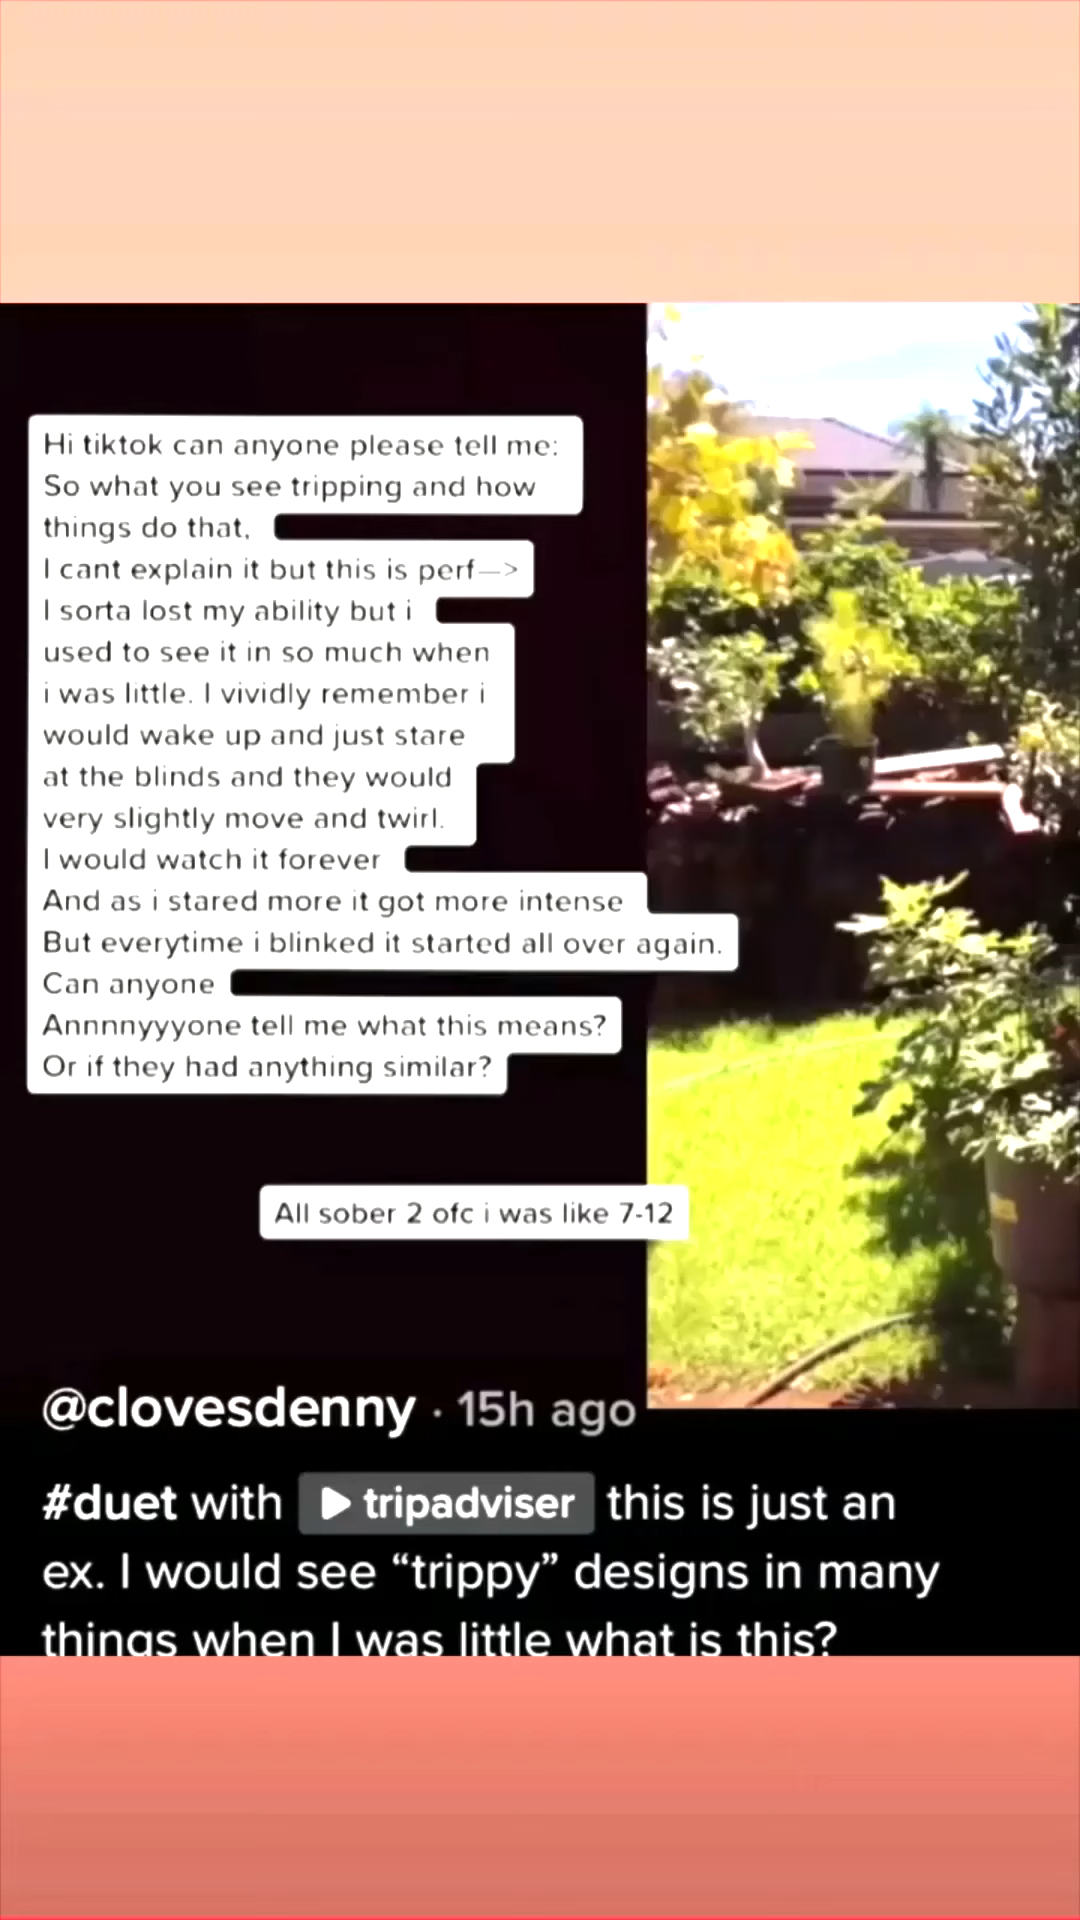 Hi tiktok can anyone please tell me:
So what you see tripping and how
things do that,
I cant explain it but this is perf—>
I sorta lost my ability but i
used to see it in so much when
i was little. I vividly remember i
would wake up and just stare
at the blinds and they would
very slightly move and twirl.
I would watch it forever
And as i stared more it got more intense
But everytime i blinked it started all over again.
Can anyone
Annnnyyyone tell me what this means?
Or if they had anything similar?
All sober 2 ofc i was like 7-12
@clovesdenny · 15h ago
#duet with tripadviser this is just an
ex. I would see “trippy” designs in many
things when I was little what is this?